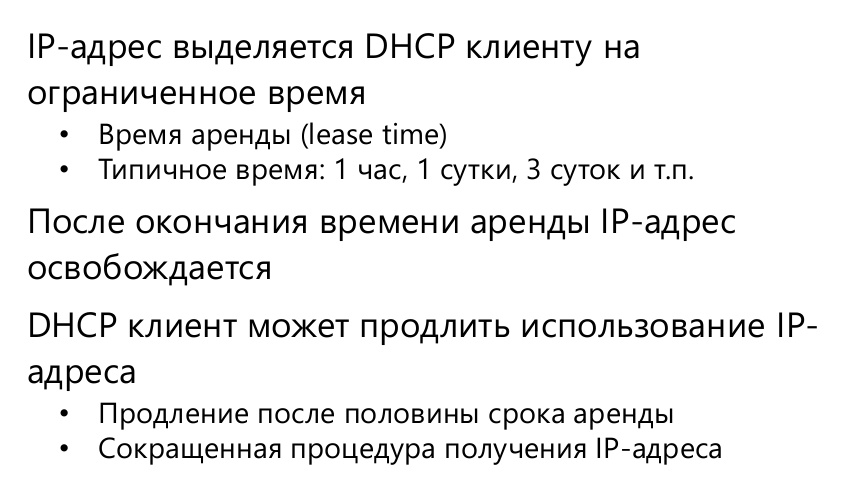 IP-адрес выделяется DHCP клиенту на
ограниченное время
• Время аренды (lease time)
• Типичное время: 1 час, 1 сутки, 3 суток и т.п.
После окончания времени аренды IP-адрес
освобождается
DHCP клиент может продлить использование IP-
адреса
• Продление после половины срока аренды
• Сокращенная процедура получения IP-адреса